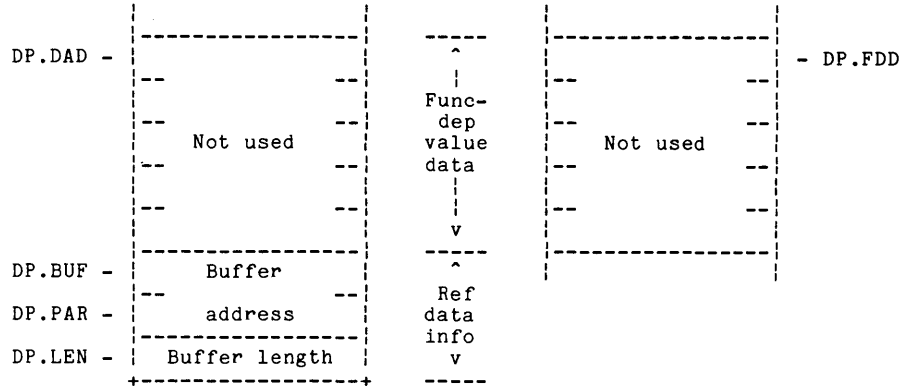 DP.DAD - - DP.FDD
Func-
dep
Not used value Not used
data
v
DP.BUF - Buffer
Ref
DP.PAR - address data
info
DP.LEN - Buffer length v